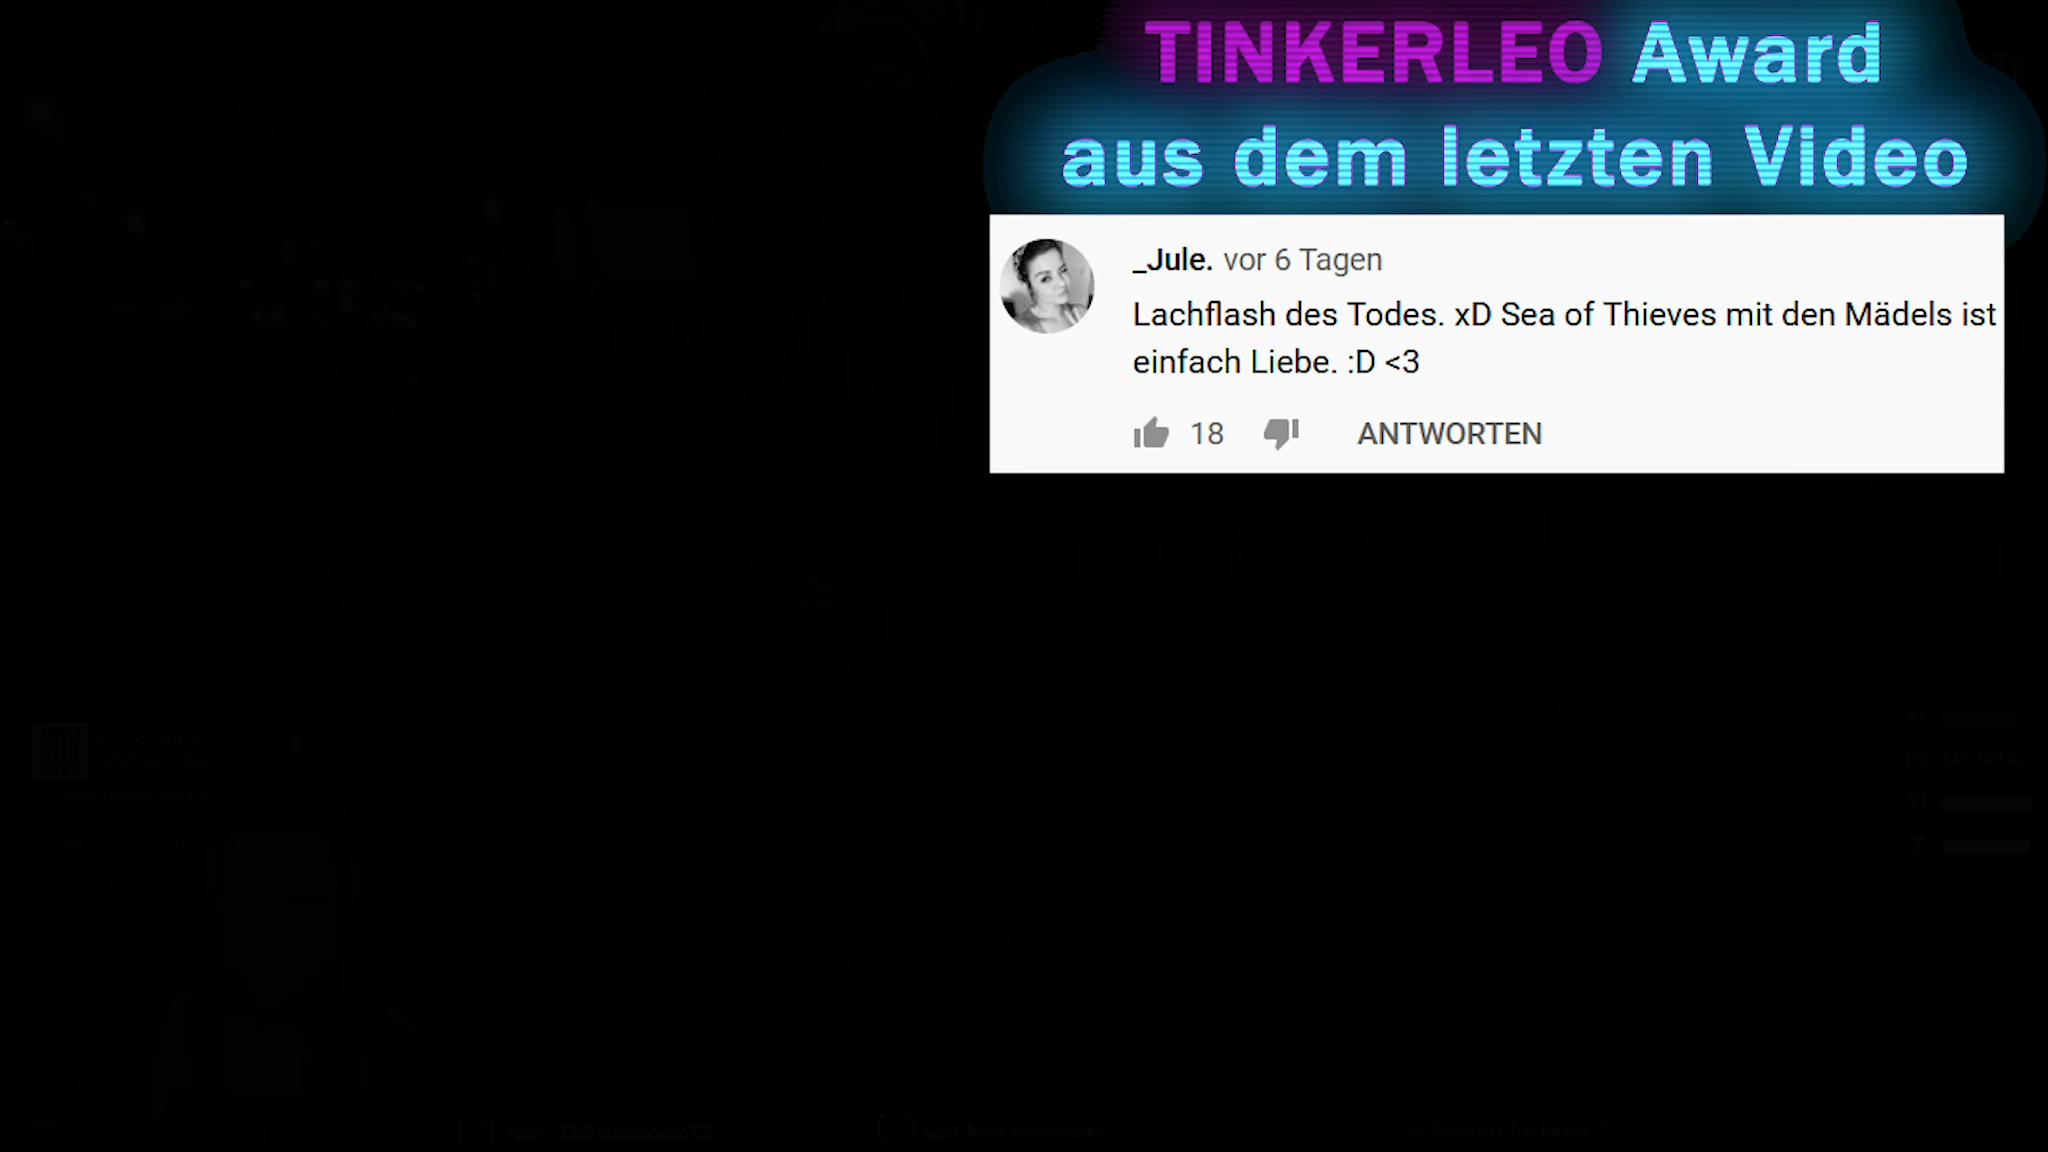 TINKERLEO Award
aus dem letzten Video
_Jule. vor 6 Tagen
Lachflash des Todes. xD Sea of Thieves mit den Mädels ist
einfach Liebe. :D <3
18 ANTWORTEN